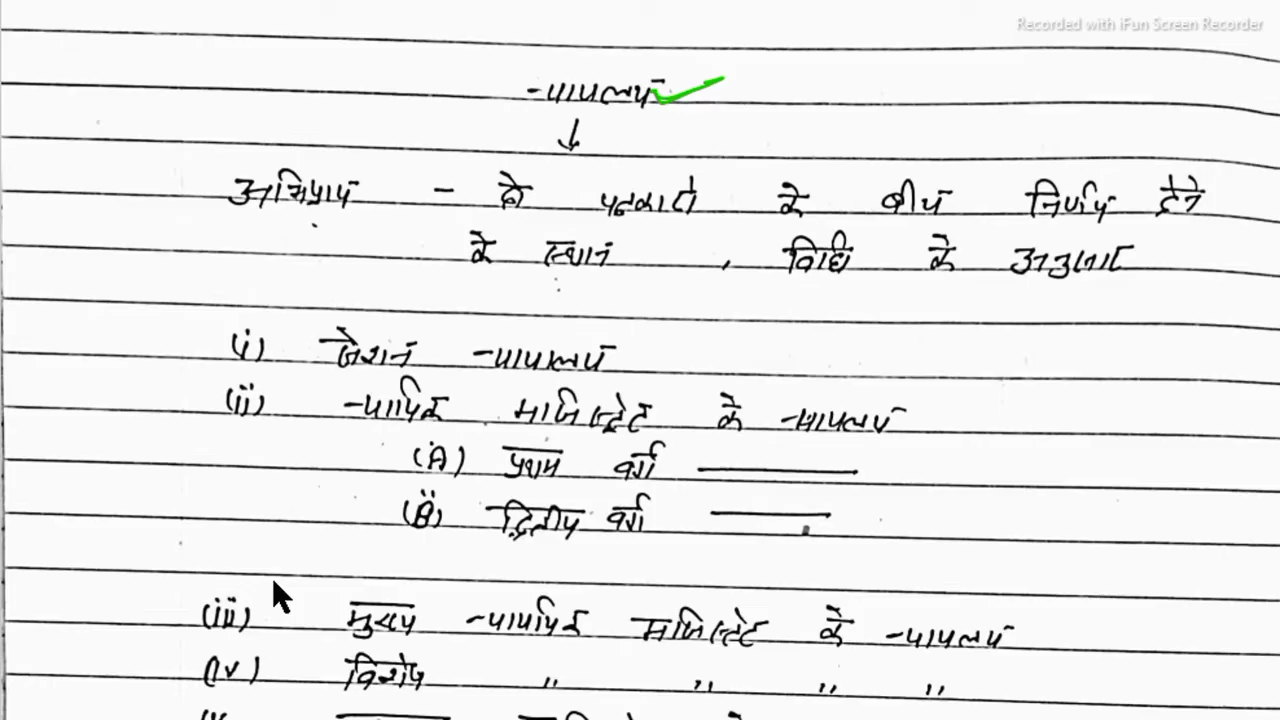 Recorded with iFun Screen Recorder
न्यायालय
अभिप्राय - दो पक्षकारों के बीच निर्णय देने
के स्थान , विधि के अनुसार
(i) सेशन न्यायालय
(ii) न्यायिक मजिस्ट्रेट के न्यायालय
(A) प्रथम वर्ग
(B) द्वितीय वर्ग
(iii) मुख्य न्यायिक मजिस्ट्रेट के न्यायालय
(iv) विशेष " " " "